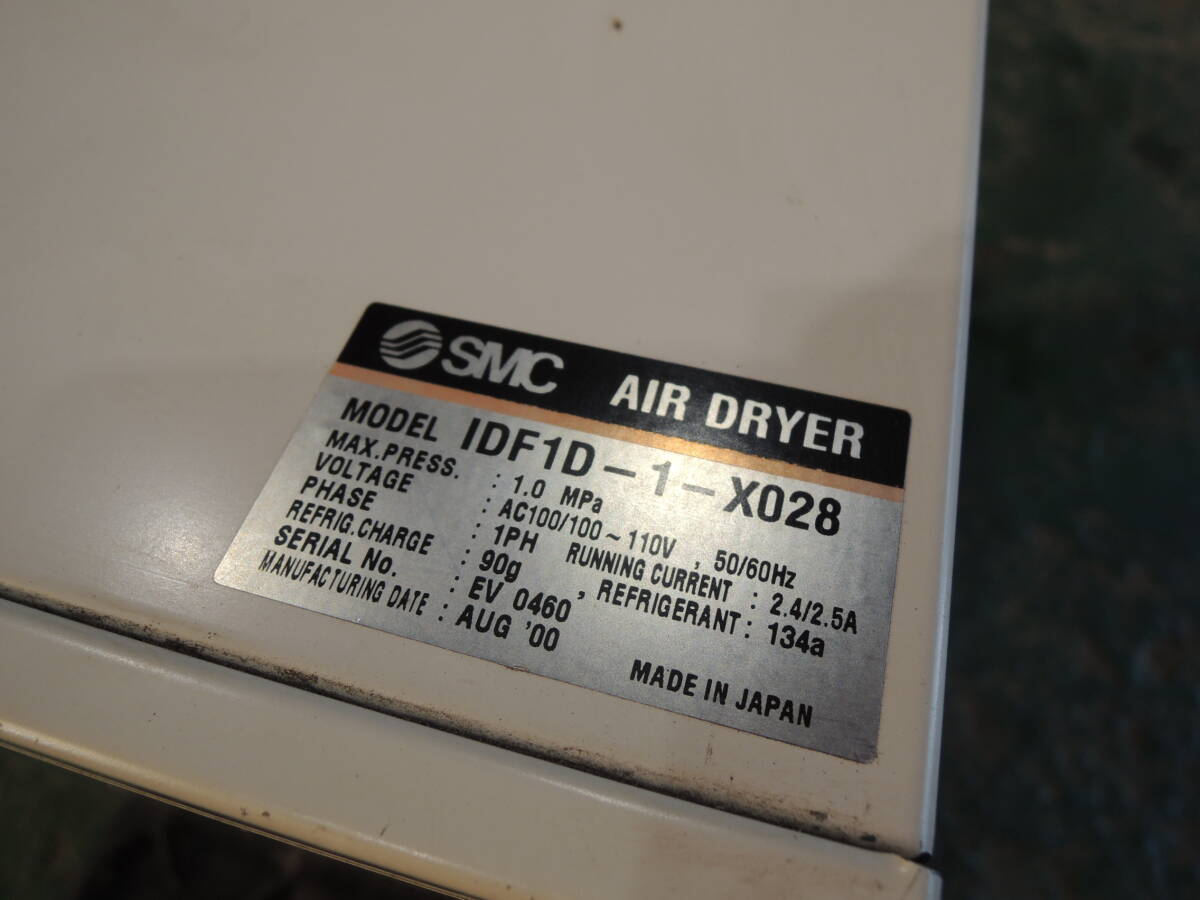 SMC AIR DRYER
MODEL IDF1D-1-X028
MAX.PRESS. : 1.0 MPa
VOLTAGE : AC100/100~110V , 50/60Hz
PHASE : 1PH RUNNING CURRENT : 2.4/2.5A
REFRIG.CHARGE : 90g , REFRIGERANT : 134a
SERIAL No. : EV 0460
MANUFACTURING DATE : AUG '00
MADE IN JAPAN